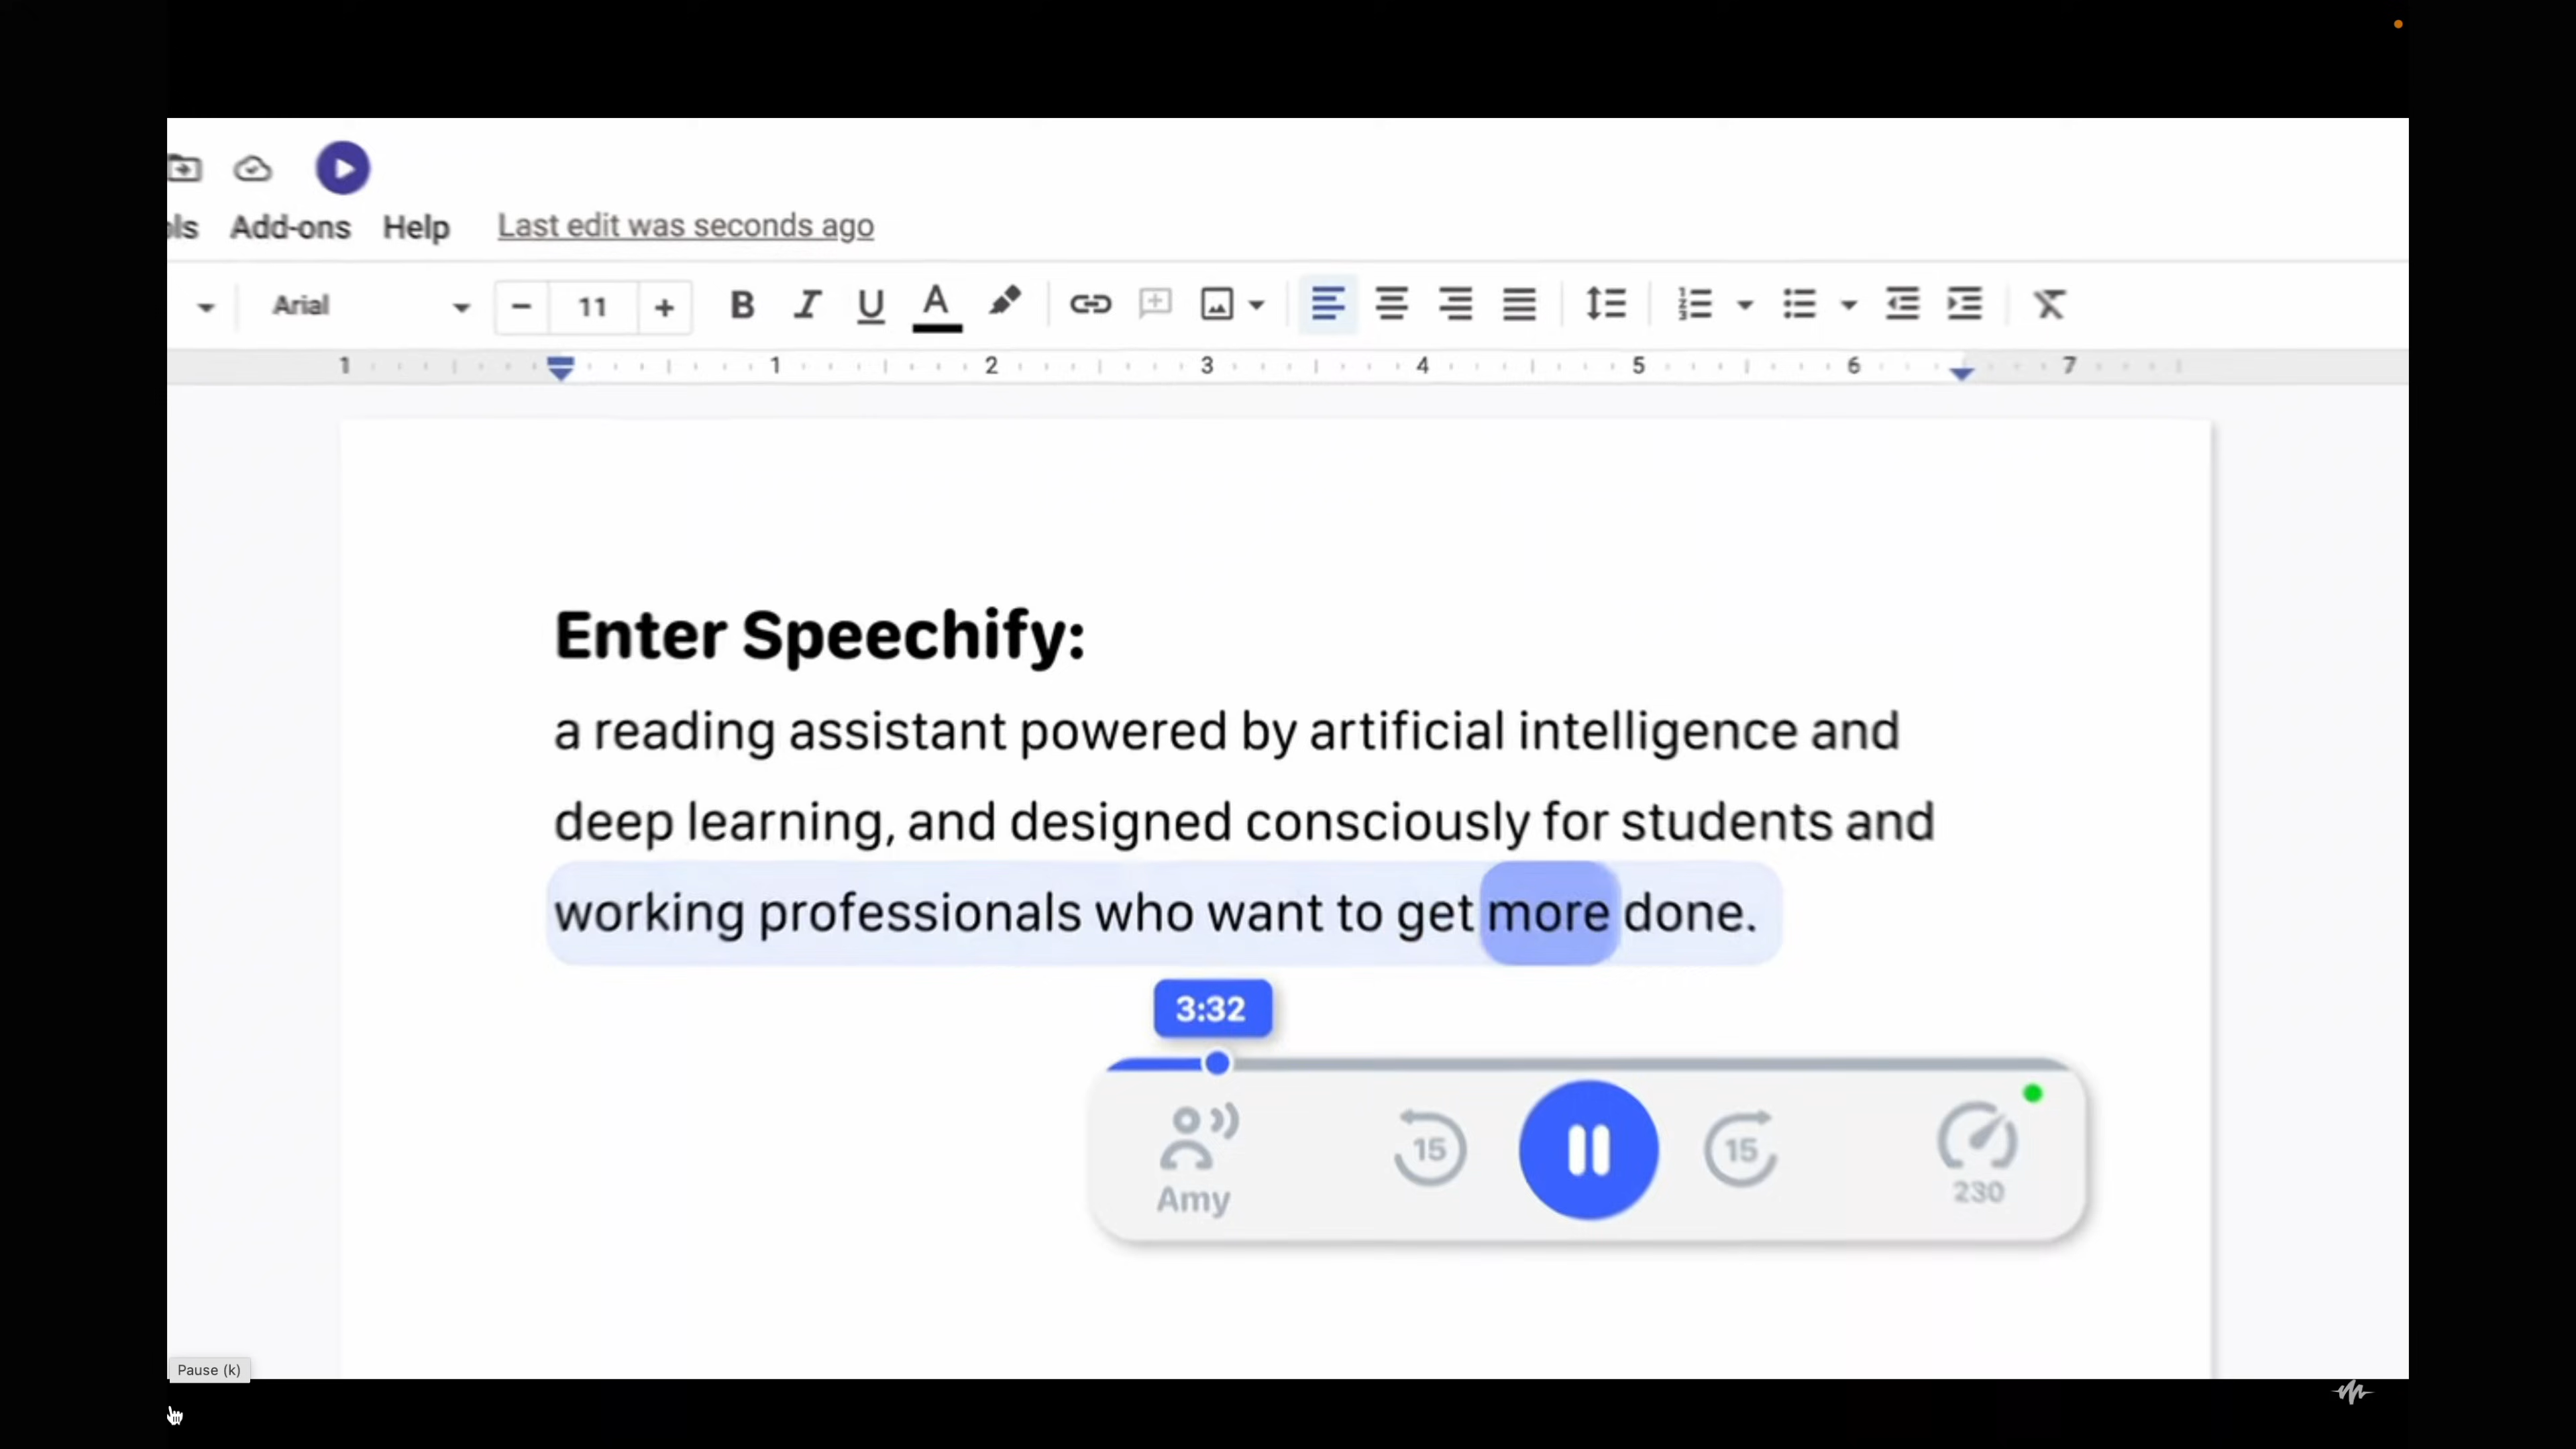 ols Add-ons Help Last edit was seconds ago
Arial 11 B I U A
1 1 2 3 4 5 6 7
Enter Speechify:
a reading assistant powered by artificial intelligence and
deep learning, and designed consciously for students and
working professionals who want to get more done.
3:32
15 15
Amy 230
Pause (k)